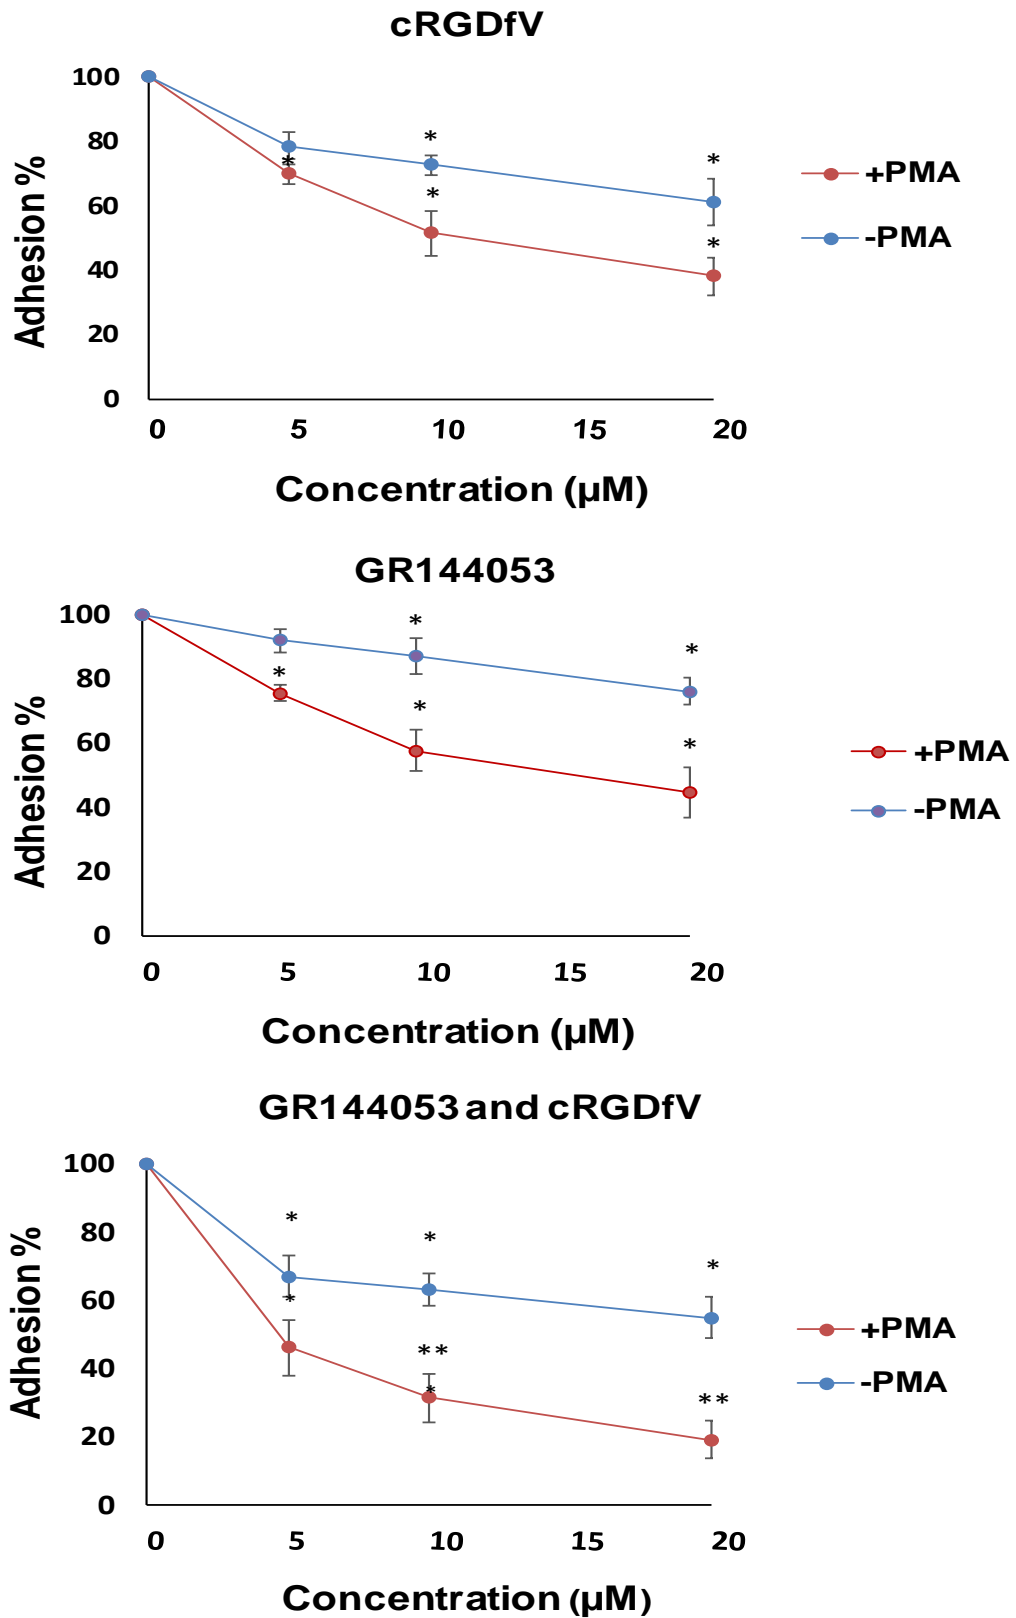 cRGDfV
100
80
60
40
20
0
Adhesion %
*
*
*
*
*
+PMA
-PMA
0 5 10 15 20
Concentration (µM)
GR144053
100
80
60
40
20
0
Adhesion %
*
*
*
*
*
+PMA
-PMA
0 5 10 15 20
Concentration (µM)
GR144053 and cRGDfV
100
80
60
40
20
0
Adhesion %
*
*
*
*
**
*
**
+PMA
-PMA
0 5 10 15 20
Concentration (µM)